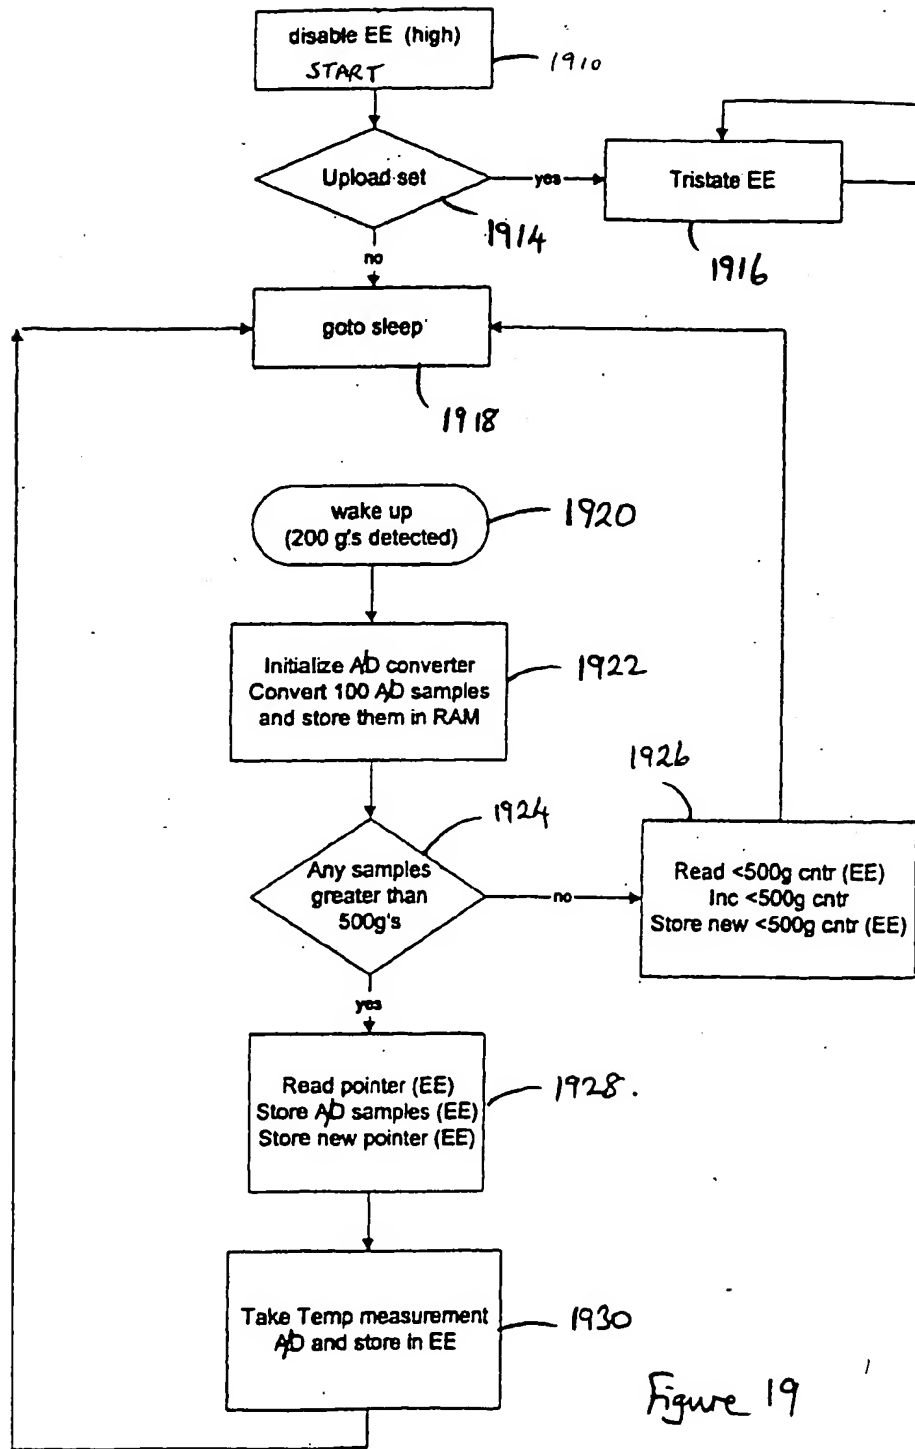 disable EE (high)
START
1910
Upload set
yes
Tristate EE
1914
1916
no
goto sleep
1918
wake up
(200 g's detected)
1920
Initialize A/D converter
Convert 100 A/D samples
and store them in RAM
1922
1926
1924
Any samples
greater than
500g's
no
Read <500g cntr (EE)
Inc <500g cntr
Store new <500g cntr (EE)
yes
Read pointer (EE)
Store A/D samples (EE)
Store new pointer (EE)
1928.
Take Temp measurement
A/D and store in EE
1930
Figure 19